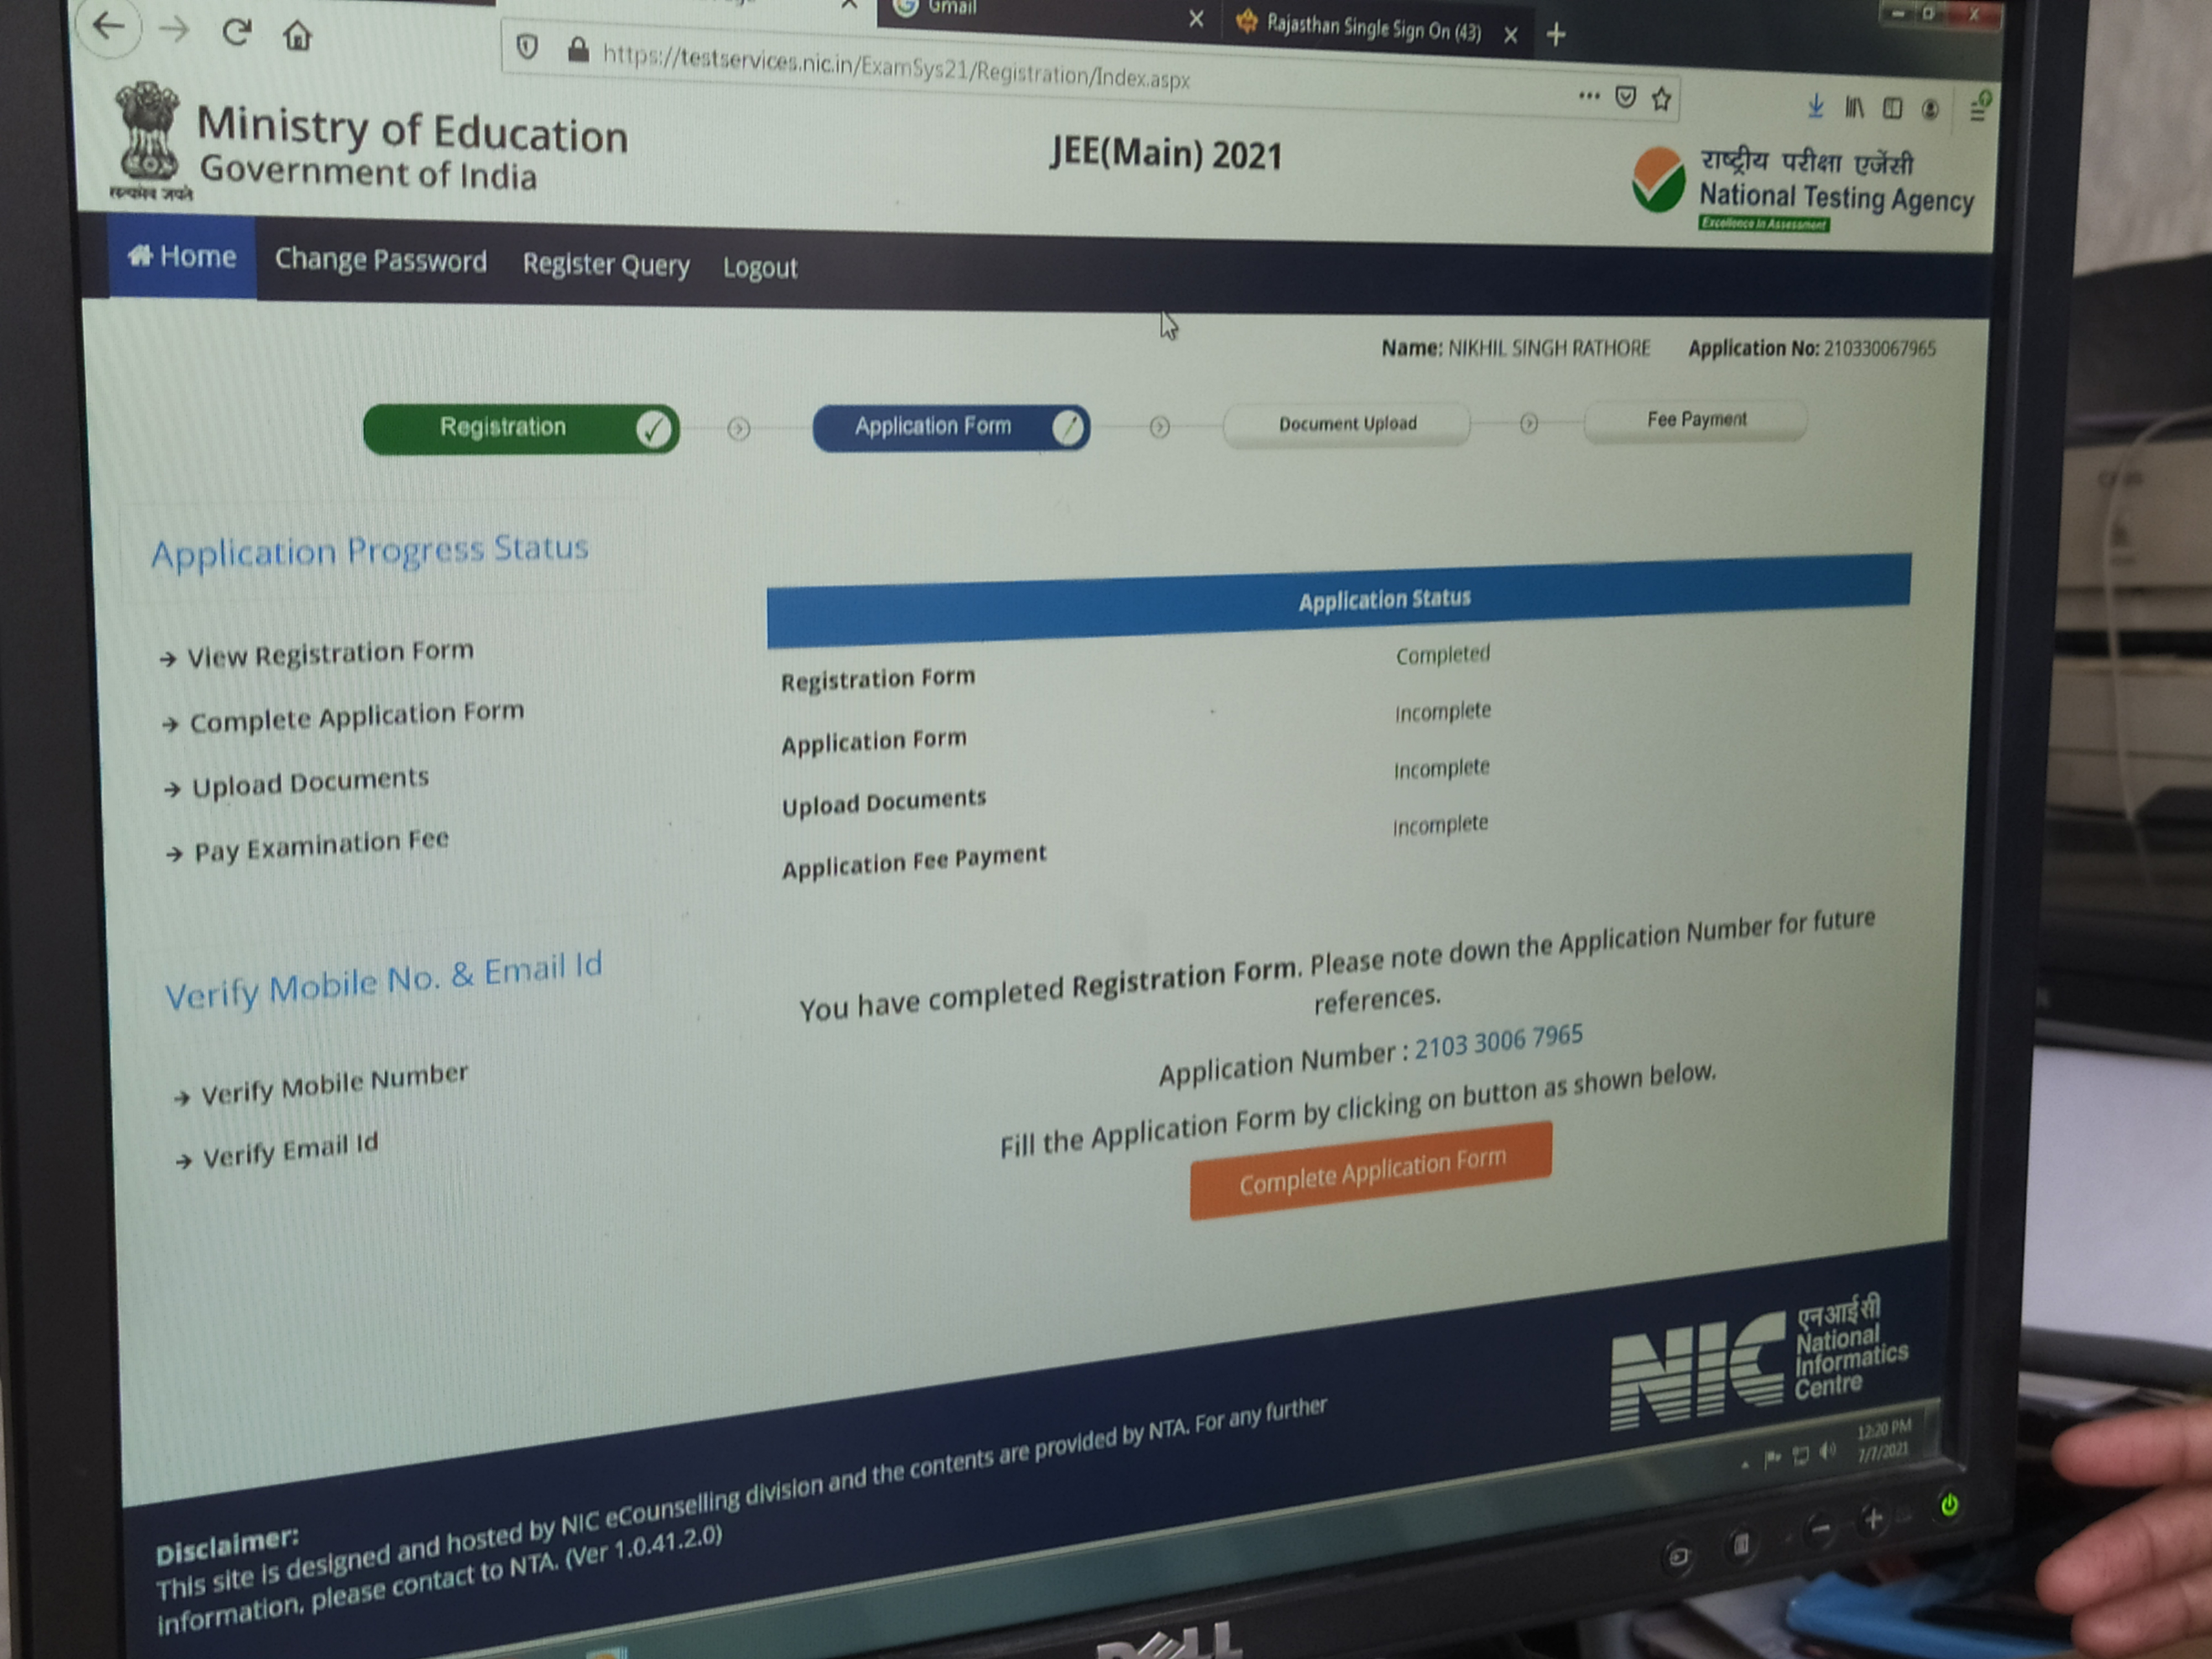 Gmail
Rajasthan Single Sign On (43)
https://testservices.nic.in/ExamSys21/Registration/Index.aspx
सत्यमेव जयते
Ministry of Education
Government of India
JEE(Main) 2021
राष्ट्रीय परीक्षा एजेंसी
National Testing Agency
Excellence in Assessment
Home Change Password Register Query Logout
Name: NIKHIL SINGH RATHORE Application No: 210330067965
Registration Application Form Document Upload Fee Payment
Application Progress Status
→ View Registration Form
→ Complete Application Form
→ Upload Documents
→ Pay Examination Fee
Verify Mobile No. & Email Id
→ Verify Mobile Number
→ Verify Email Id
Application Status
Registration Form Completed
Application Form Incomplete
Upload Documents Incomplete
Application Fee Payment Incomplete
You have completed Registration Form. Please note down the Application Number for future
references.
Application Number : 2103 3006 7965
Fill the Application Form by clicking on button as shown below.
Complete Application Form
Disclaimer:
This site is designed and hosted by NIC eCounselling division and the contents are provided by NTA. For any further
information, please contact to NTA. (Ver 1.0.41.2.0)
NIC
एनआईसी
National
Informatics
Centre
12:20 PM
7/7/2021
DELL